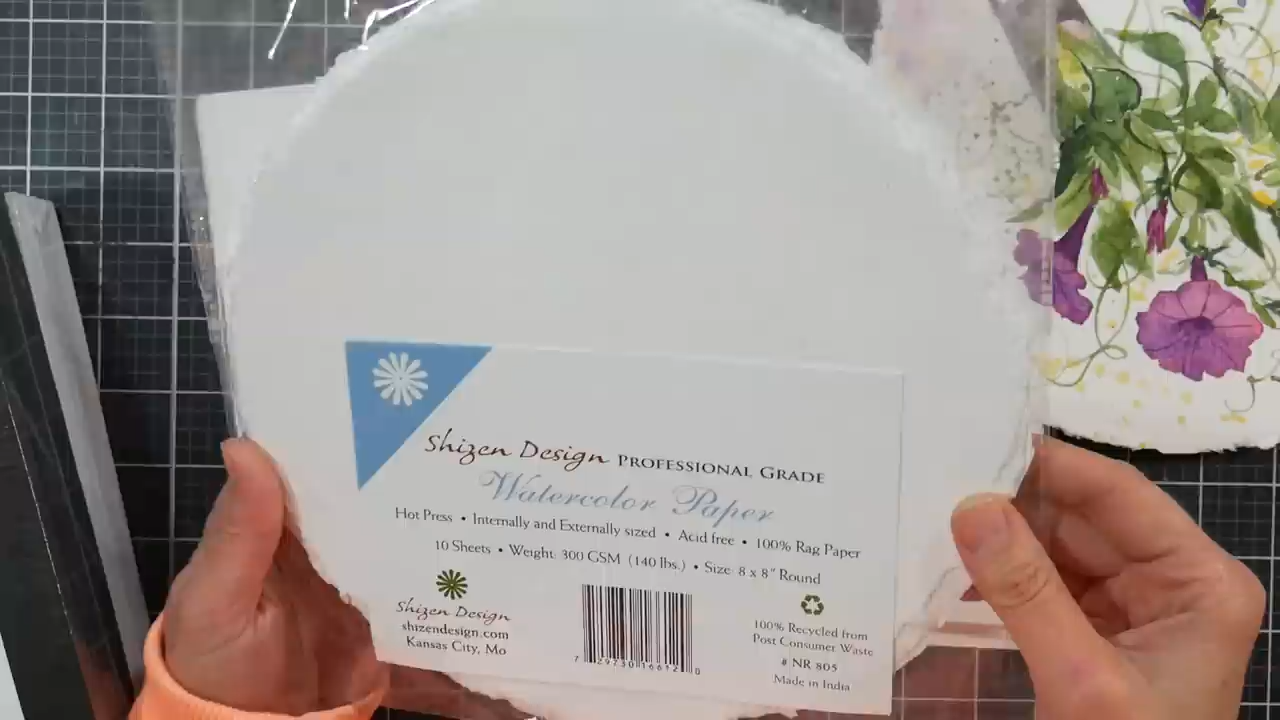 Shizen Design PROFESSIONAL GRADE
Watercolor Paper
Hot Press • Internally and Externally sized • Acid free • 100% Rag Paper
10 Sheets • Weight: 300 GSM (140 lbs.) • Size: 8 x 8" Round
Shizen Design
shizendesign.com
Kansas City, Mo
100% Recycled from
Post Consumer Waste
# NR 805
Made in India